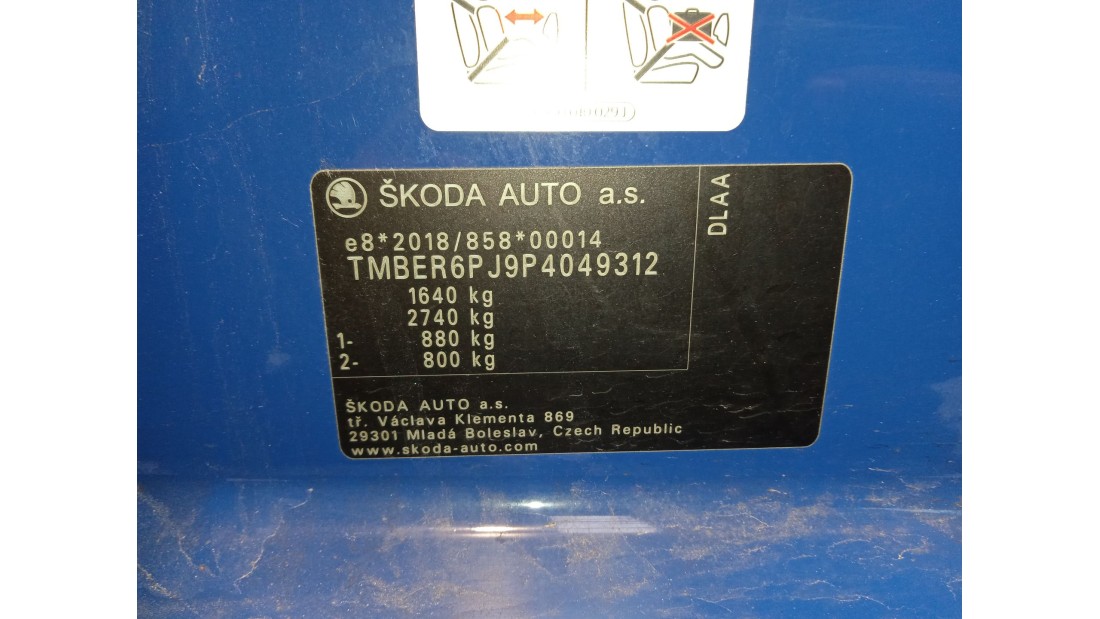 ŠKODA AUTO a.s.
DLAA
e8*2018/858*00014
TMBER6PJ9P4049312
1640 kg
2740 kg
1- 880 kg
2- 800 kg
ŠKODA AUTO a.s.
tř. Václava Klementa 869
29301 Mladá Boleslav, Czech Republic
www.skoda-auto.com